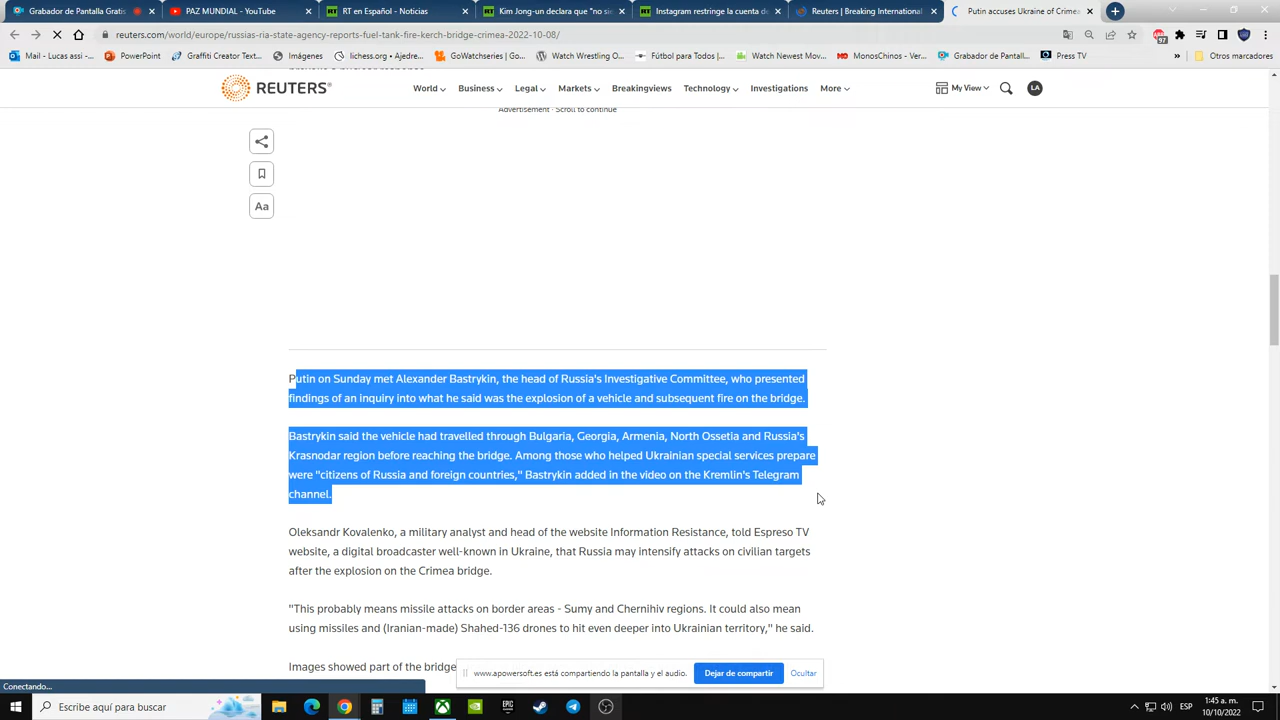 Grabador de Pantalla Gratis
PAZ MUNDIAL - YouTube
RT en Español - Noticias
Kim Jong-un declara que "no sie
Instagram restringe la cuenta de
Reuters | Breaking International
Putin accuses Ukraine of Crimea
reuters.com/world/europe/russias-ria-state-agency-reports-fuel-tank-fire-kerch-bridge-crimea-2022-10-08/
97
Mail - Lucas assi - ...
PowerPoint
Graffiti Creator Text...
Imágenes
lichess.org • Ajedre...
GoWatchseries | Go...
Watch Wrestling O...
Fútbol para Todos |...
Watch Newest Mov...
MonosChinos - Ver...
Grabador de Pantall...
Press TV
»
Otros marcadores
REUTERS®
World
Business
Legal
Markets
Breakingviews
Technology
Investigations
More
My View
LA
Advertisement · Scroll to continue
Aa
Putin on Sunday met Alexander Bastrykin, the head of Russia's Investigative Committee, who presented
findings of an inquiry into what he said was the explosion of a vehicle and subsequent fire on the bridge.
Bastrykin said the vehicle had travelled through Bulgaria, Georgia, Armenia, North Ossetia and Russia's
Krasnodar region before reaching the bridge. Among those who helped Ukrainian special services prepare
were "citizens of Russia and foreign countries," Bastrykin added in the video on the Kremlin's Telegram
channel.
Oleksandr Kovalenko, a military analyst and head of the website Information Resistance, told Espreso TV
website, a digital broadcaster well-known in Ukraine, that Russia may intensify attacks on civilian targets
after the explosion on the Crimea bridge.
"This probably means missile attacks on border areas - Sumy and Chernihiv regions. It could also mean
using missiles and (Iranian-made) Shahed-136 drones to hit even deeper into Ukrainian territory," he said.
Images showed part of the bridge
www.apowersoft.es está compartiendo la pantalla y el audio.
Dejar de compartir
Ocultar
Conectando...
Escribe aquí para buscar
EPIC
ESP
1:45 a. m.
10/10/2022